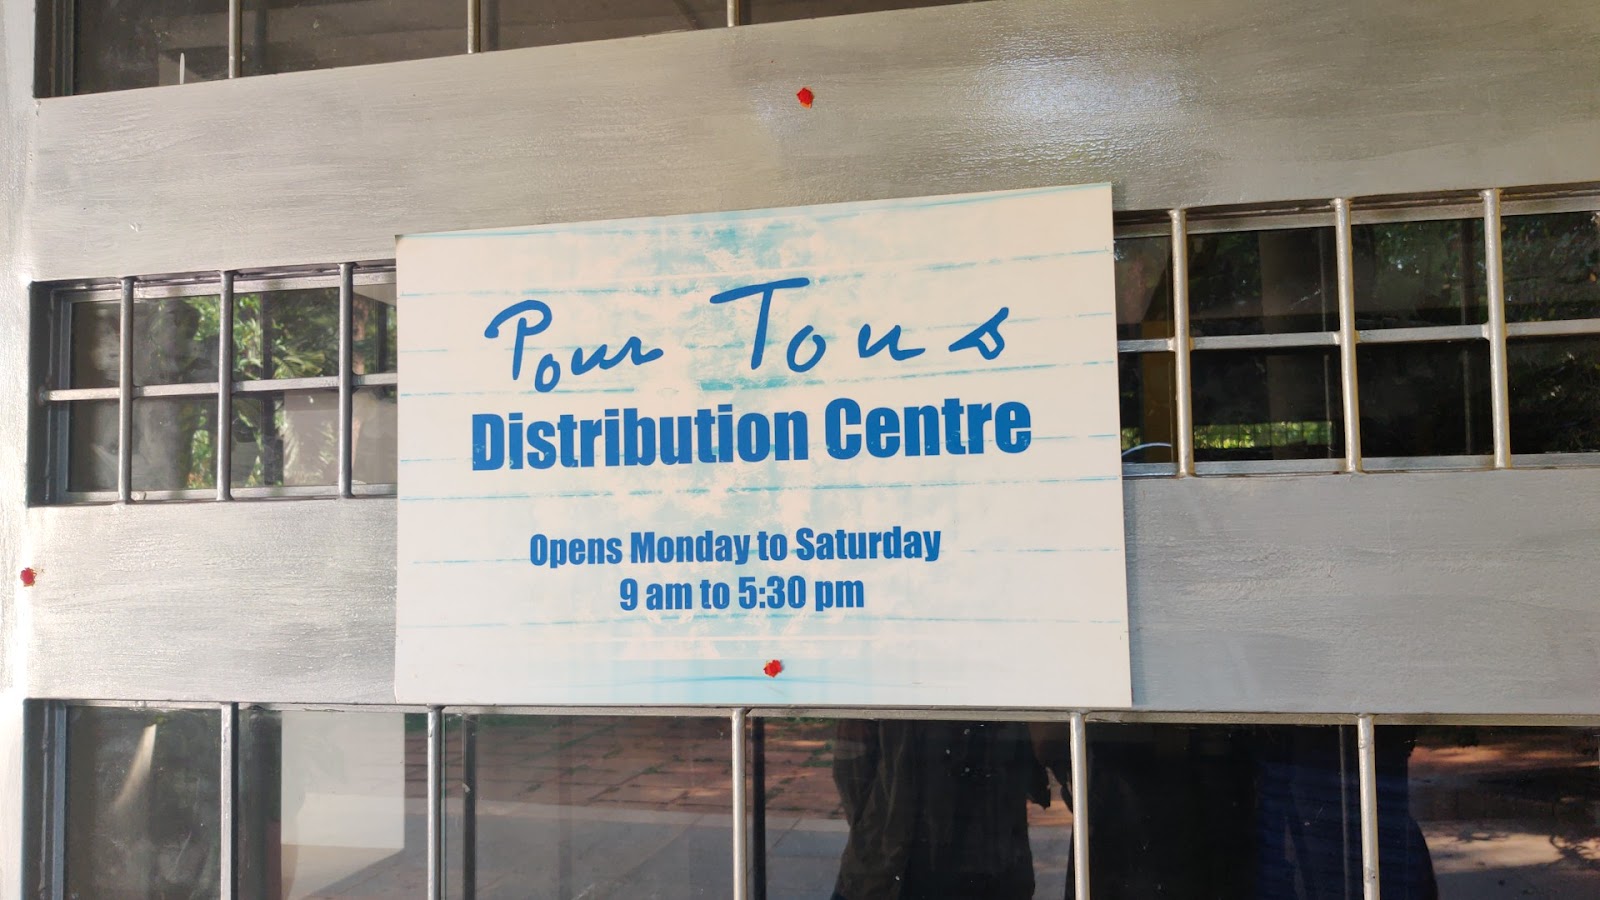 Pour Tous
Distribution Centre
Opens Monday to Saturday
9 am to 5:30 pm